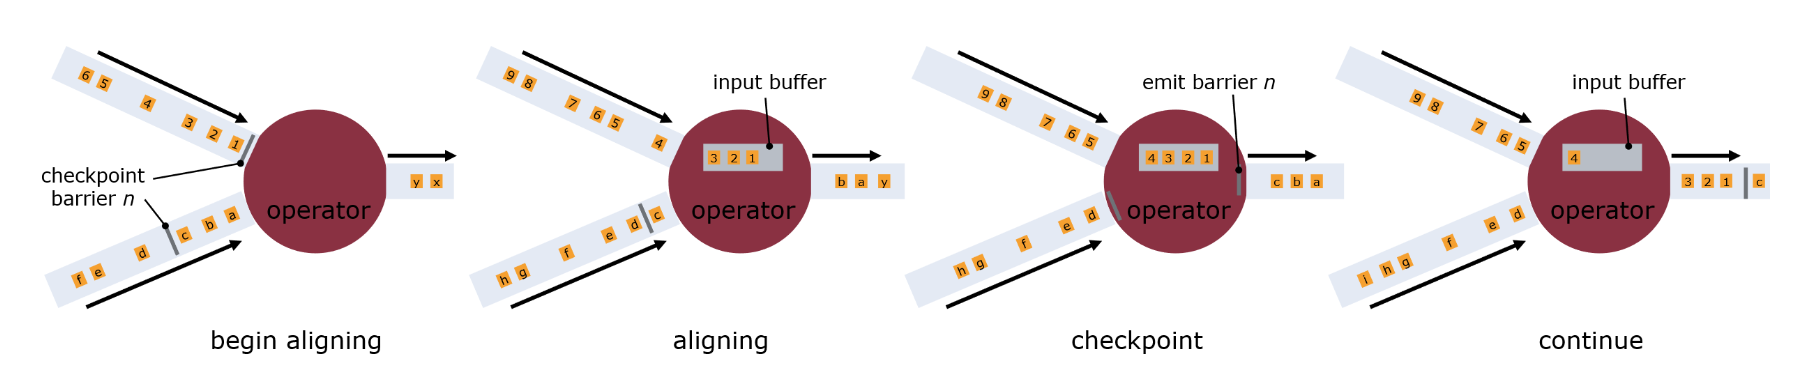 6 5 4 3 2 1
checkpoint
barrier n
operator
y x
f e d c b a
begin aligning
9 8 7 6 5 4
input buffer
3 2 1
operator
b a y
h g f e d c
aligning
9 8 7 6 5
emit barrier n
4 3 2 1
operator
c b a
h g f e d
checkpoint
9 8 7 6 5
input buffer
4
operator
3 2 1 c
i h g f e d
continue